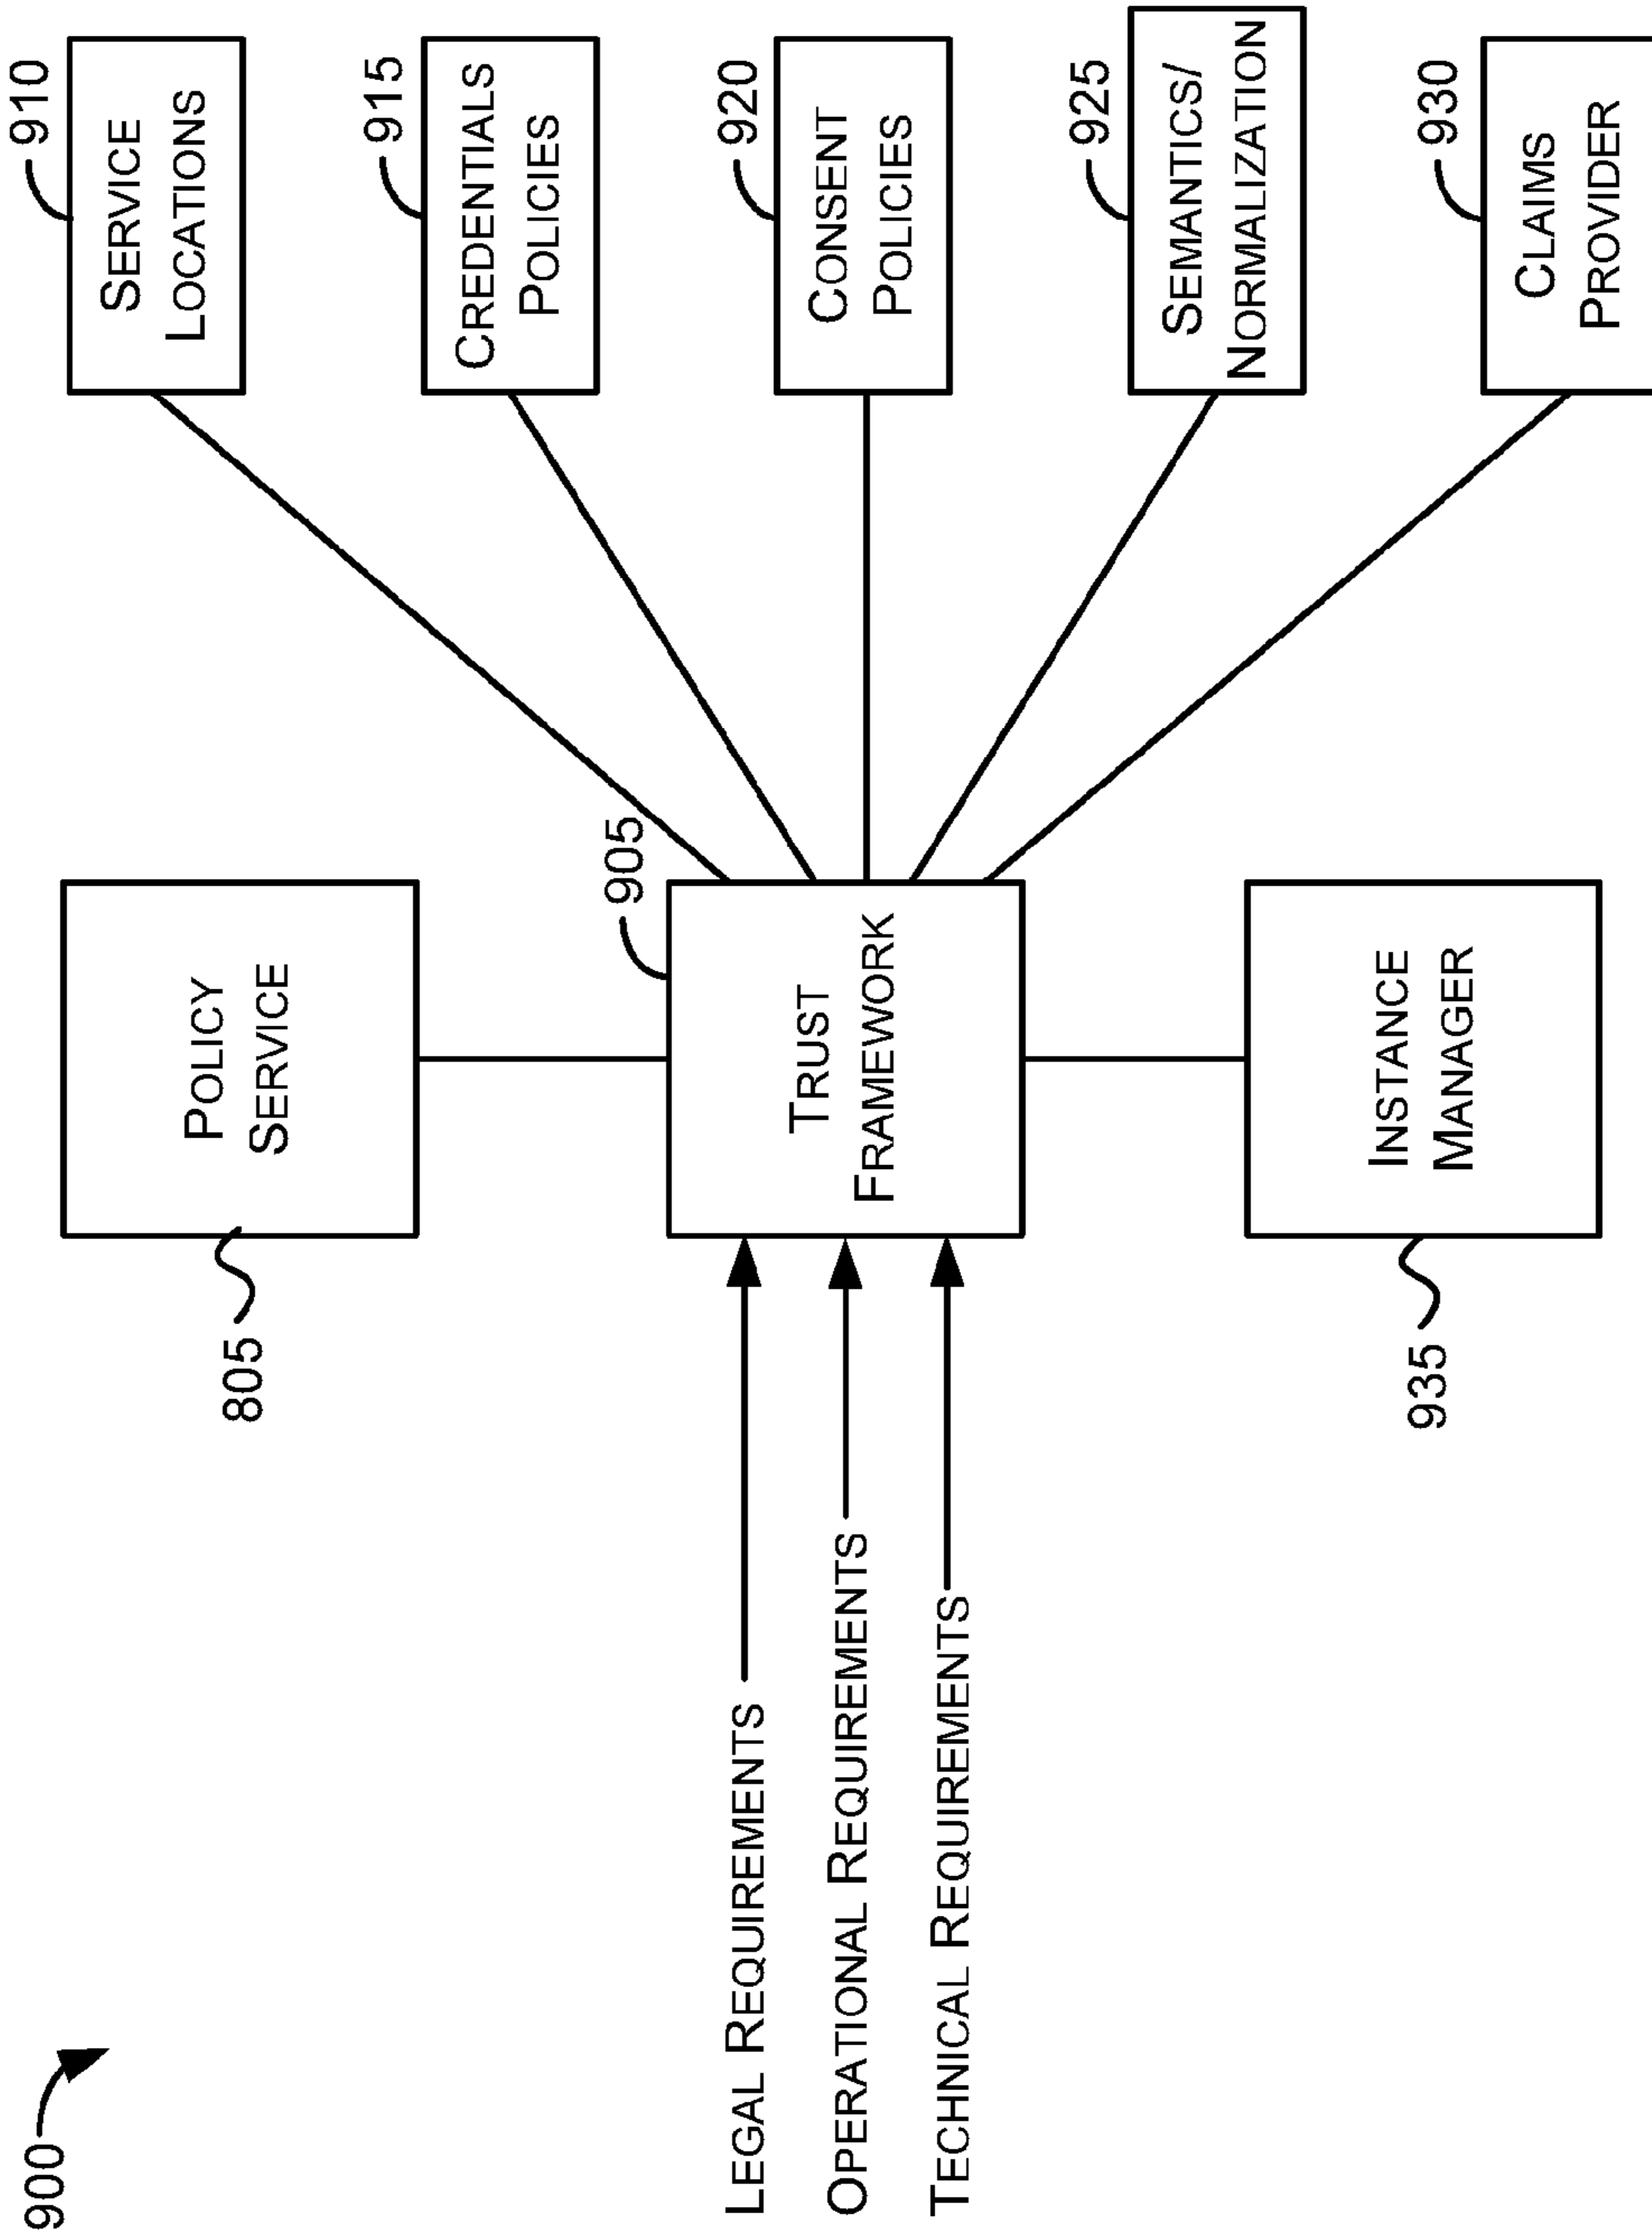 900
910
SERVICE
LOCATIONS
POLICY
SERVICE
805
915
CREDENTIALS
POLICIES
905
920
CONSENT
POLICIES
LEGAL REQUIREMENTS
OPERATIONAL REQUIREMENTS
TECHNICAL REQUIREMENTS
TRUST
FRAMEWORK
925
SEMANTICS/
NORMALIZATION
INSTANCE
MANAGER
935
930
CLAIMS
PROVIDER